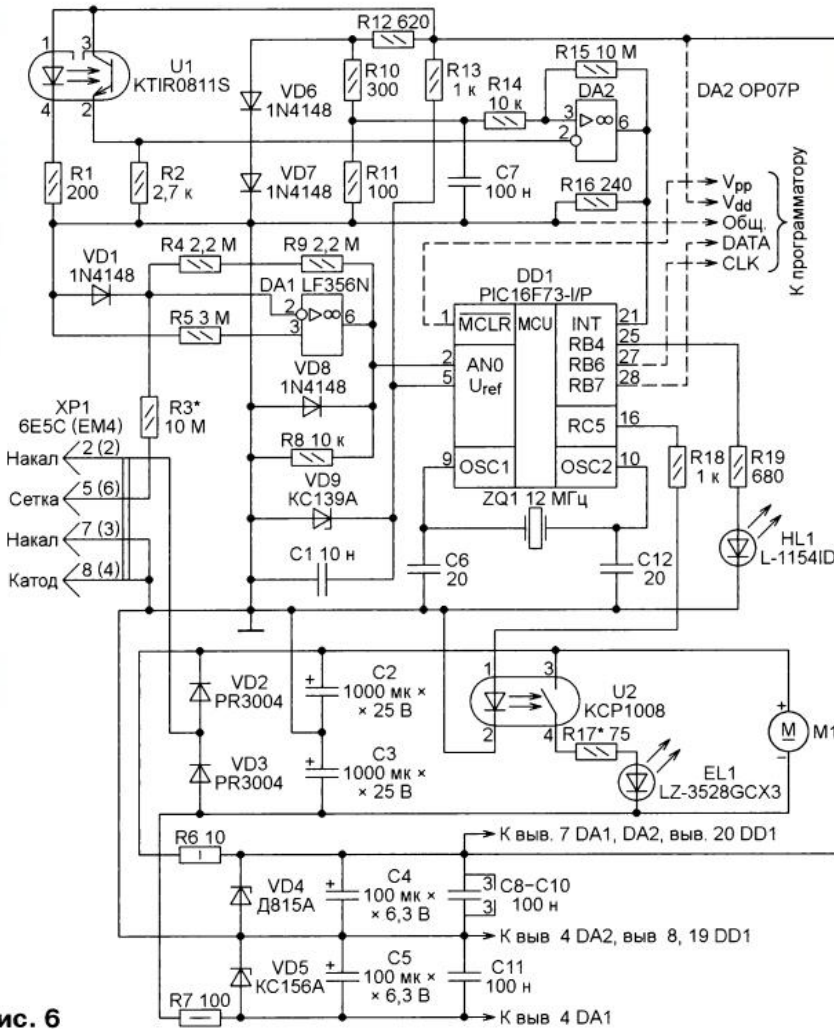 R12 620
1
3
U1
KTIR0811S
4
2
R1
200
R2
2,7 к
VD6
1N4148
VD7
1N4148
R10
300
R11
100
R13
1 к
R14
10 к
C7
100 н
R15 10 М
DA2
3
2
6
▷∞
R16 240
DA2 OP07P
Vpp
Vdd
Общ.
DATA
CLK
К программатору
VD1
1N4148
R4 2,2 М
R9 2,2 М
DA1 LF356N
2
3
6
▷∞
R5 3 М
VD8
1N4148
R8 10 к
VD9
КС139А
C1 10 н
XP1
6Е5С (ЕМ4)
R3*
10 М
Накал
2 (2)
Сетка
5 (6)
Накал
7 (3)
Катод
8 (4)
DD1
PIC16F73-I/P
1
MCLR
MCU
INT
21
RB4
25
2
AN0
RB6
27
5
Uref
RB7
28
RC5
16
9
OSC1
OSC2
10
ZQ1 12 МГц
C6
20
C12
20
R18
1 к
R19
680
HL1
L-1154ID
VD2
PR3004
VD3
PR3004
C2
1000 мк ×
× 25 В
C3
1000 мк ×
× 25 В
+
+
1
3
2
4
U2
КСР1008
R17* 75
EL1
LZ-3528GCX3
+
М
M1
−
R6 10
VD4
Д815А
+
C4
100 мк ×
× 6,3 В
3
3
C8–C10
100 н
К выв. 7 DA1, DA2, выв. 20 DD1
К выв 4 DA2, выв 8, 19 DD1
VD5
КС156А
+
C5
100 мк ×
× 6,3 В
C11
100 н
R7 100
К выв 4 DA1
ис. 6